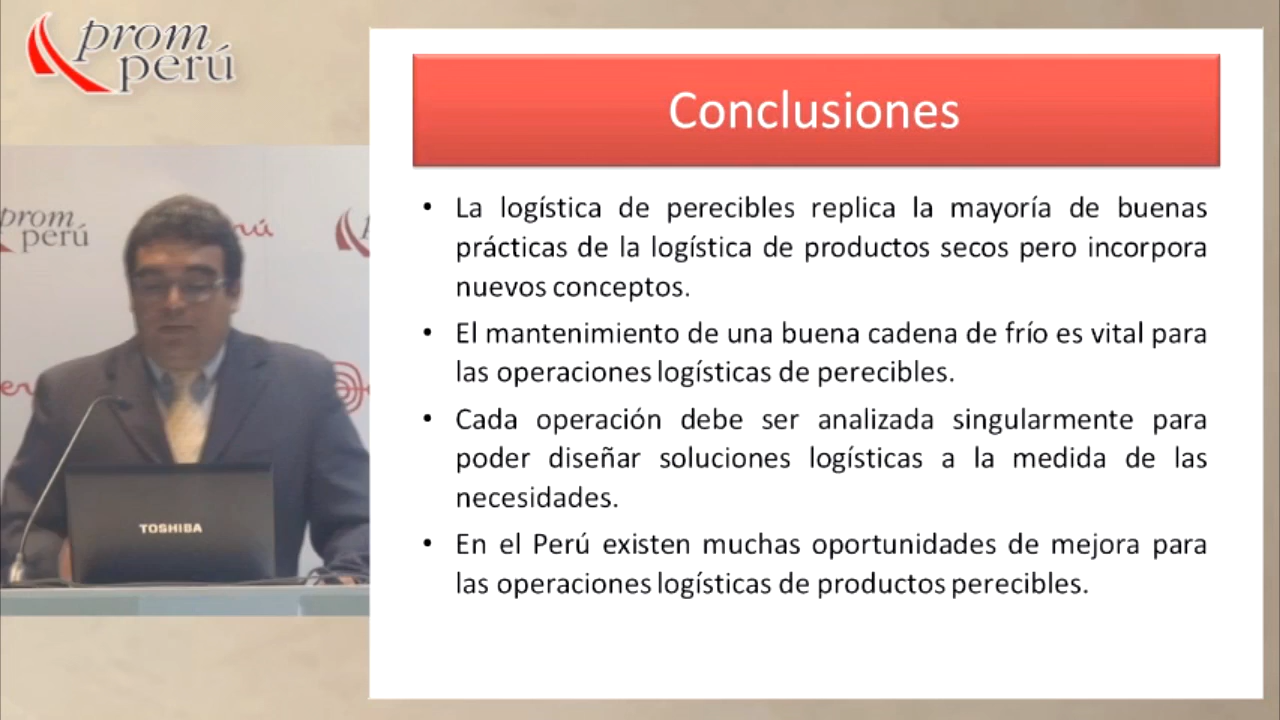 prom
perú
Conclusiones
• La logística de perecibles replica la mayoría de buenas
prácticas de la logística de productos secos pero incorpora
nuevos conceptos.
• El mantenimiento de una buena cadena de frío es vital para
las operaciones logísticas de perecibles.
• Cada operación debe ser analizada singularmente para
poder diseñar soluciones logísticas a la medida de las
necesidades.
• En el Perú existen muchas oportunidades de mejora para
las operaciones logísticas de productos perecibles.
prom
perú
TOSHIBA